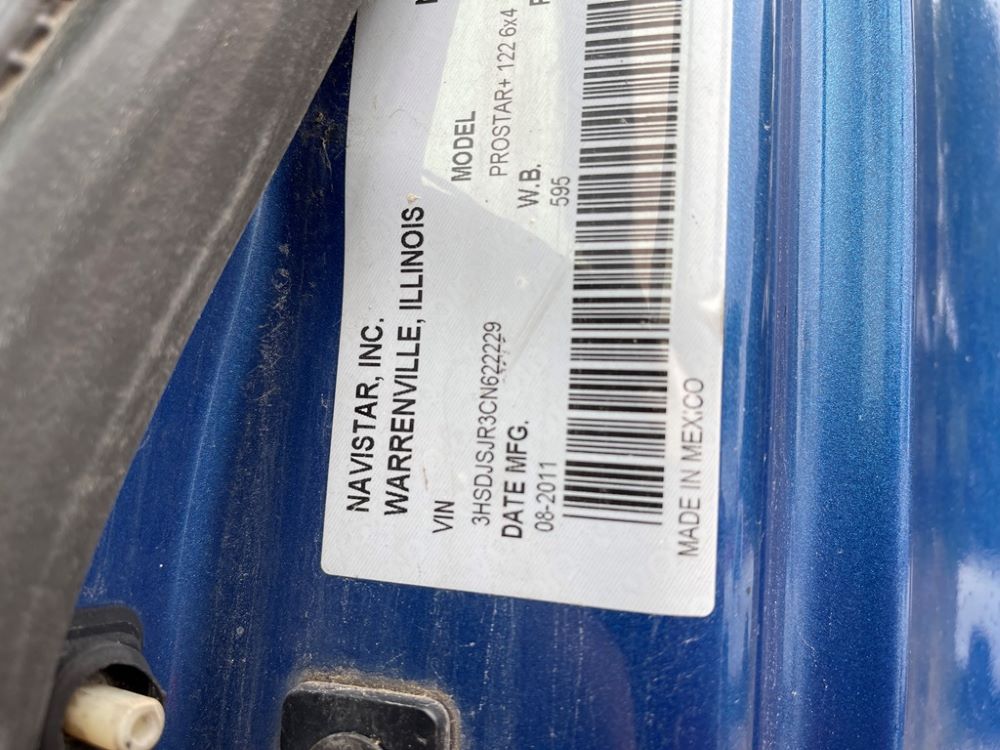 NAVISTAR, INC.
WARRENVILLE, ILLINOIS
VIN
3HSDJSJR3CN622229
DATE MFG.
08-2011
MODEL
PROSTAR+ 122 6x4
W.B.
595
MADE IN MEXICO